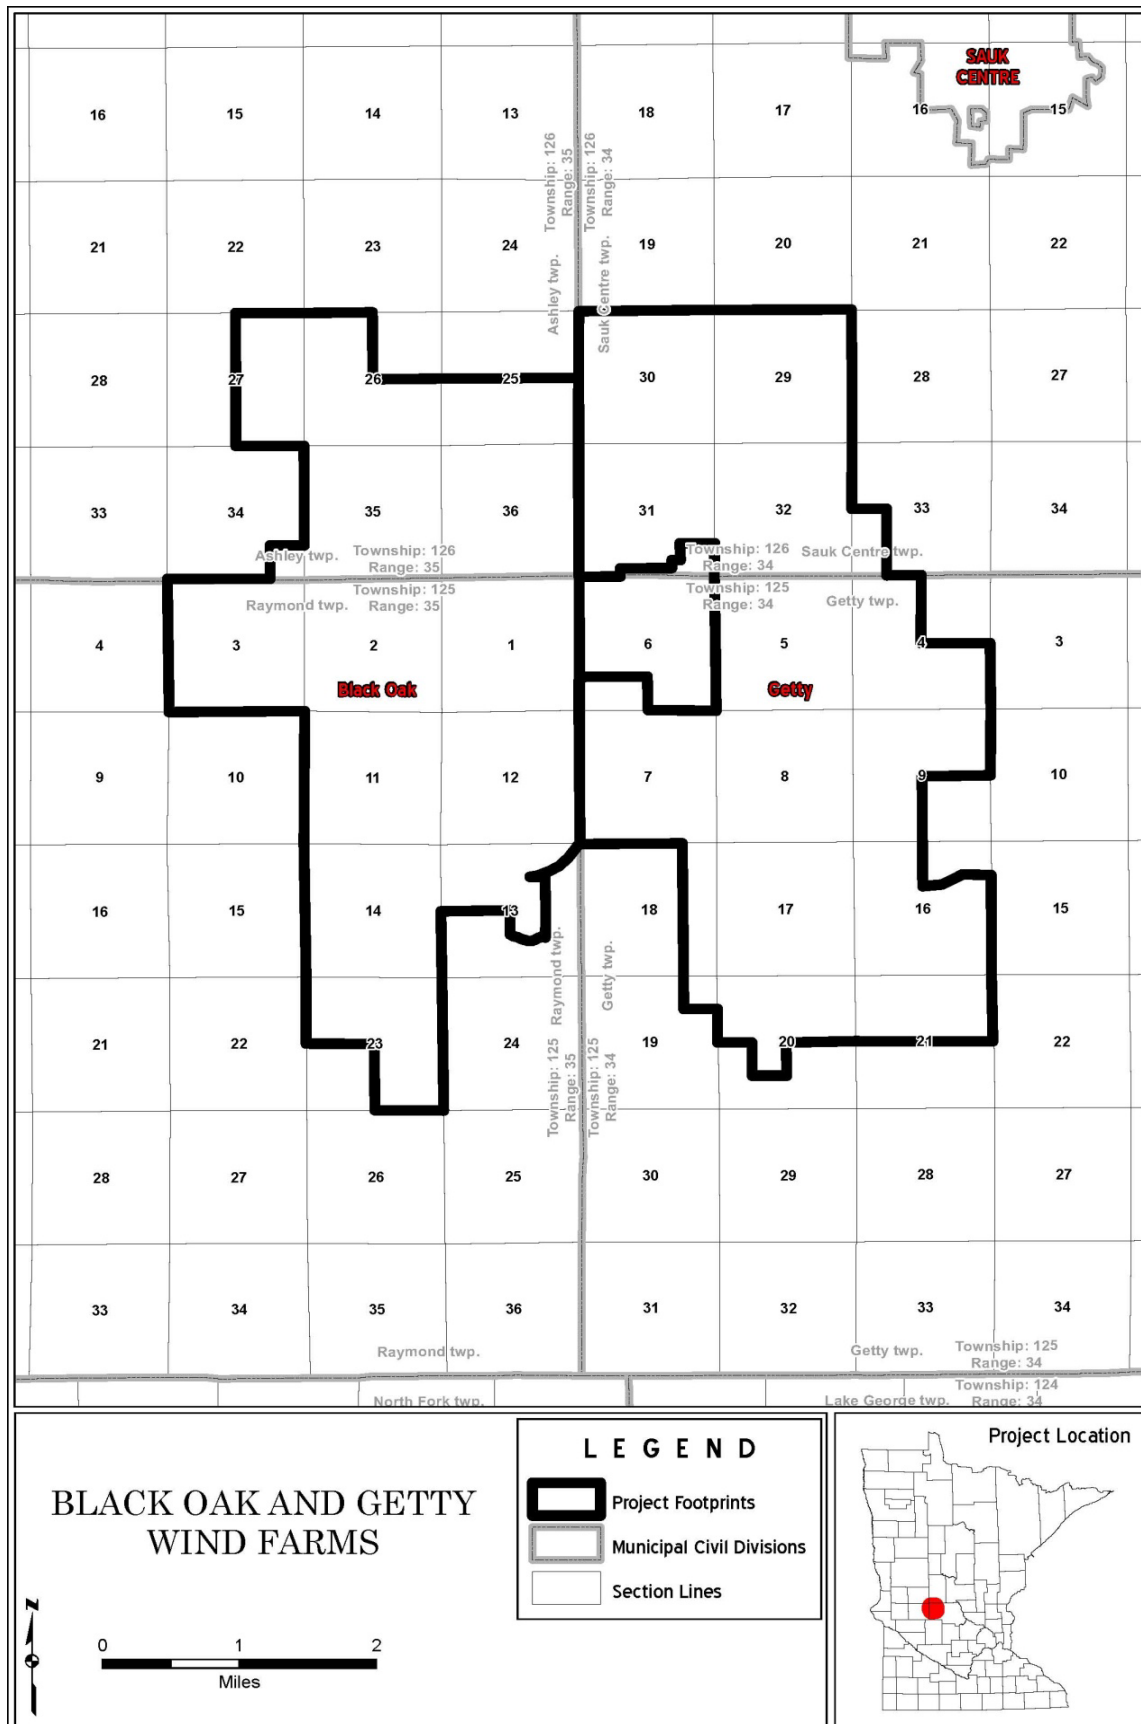 SAUK
CENTRE
16
15
14
13
18
17
16
15
Township: 126
Range: 35
Township: 126
Range: 34
21
22
23
24
19
20
21
22
Ashley twp.
Sauk Centre twp.
28
27
26
25
30
29
28
27
33
34
35
36
31
32
33
34
Ashley twp.
Township: 126
Range: 35
Township: 126
Range: 34
Sauk Centre twp.
Raymond twp.
Township: 125
Range: 35
Township: 125
Range: 34
Getty twp.
4
3
2
1
6
5
4
3
Black Oak
Getty
9
10
11
12
7
8
9
10
16
15
14
13
18
17
16
15
Raymond twp.
Getty twp.
21
22
23
24
19
20
21
22
Township: 125
Range: 35
Township: 125
Range: 34
28
27
26
25
30
29
28
27
33
34
35
36
31
32
33
34
Raymond twp.
Getty twp.
Township: 125
Range: 34
North Fork twp.
Lake George twp.
Township: 124
Range: 34
BLACK OAK AND GETTY
WIND FARMS
N
0 1 2
Miles
LEGEND
Project Footprints
Municipal Civil Divisions
Section Lines
Project Location